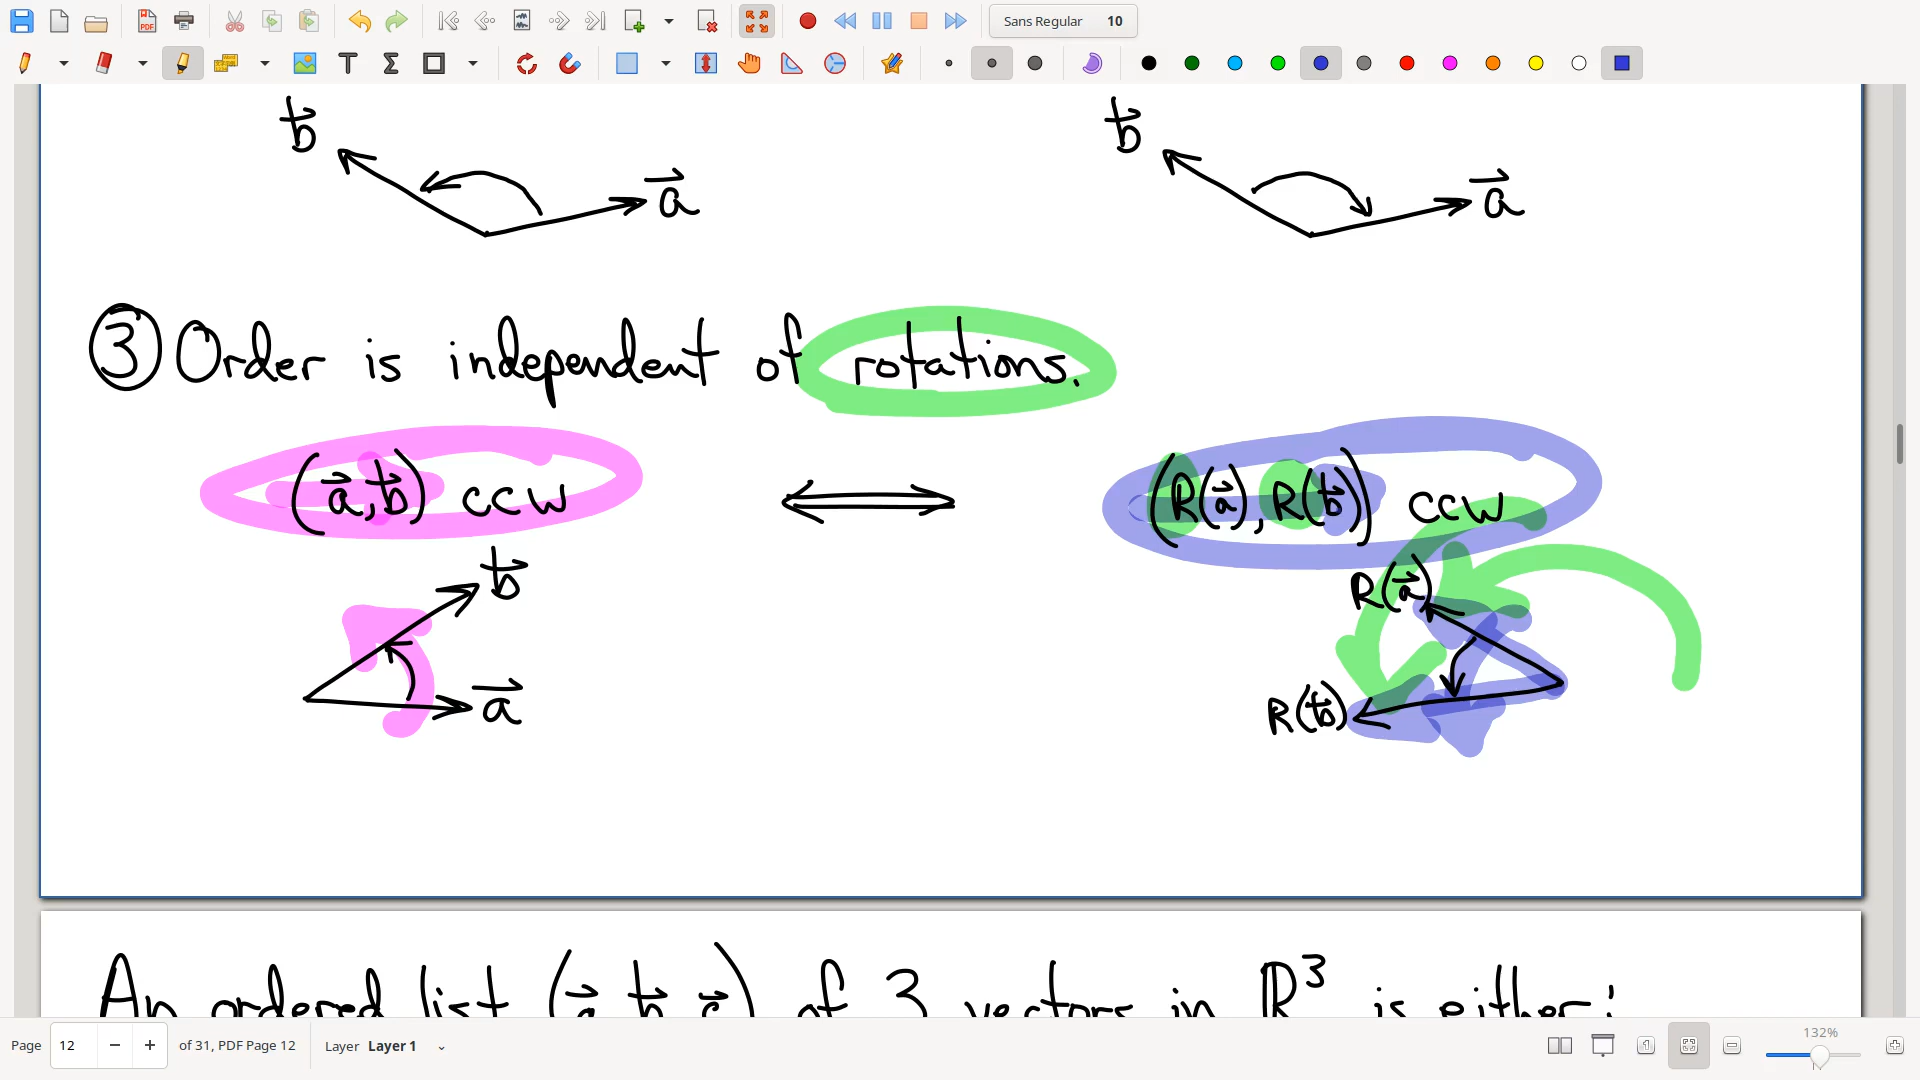 Sans Regular 10
b a b a
③ Order is independent of rotations.
(a, b) ccw ⟺ (R(a), R(b)) ccw
b R(a)
a R(b)
An ordered list (a b c) of 3 vectors in R³ is either:
Page 12 − + of 31, PDF Page 12 Layer Layer 1 132%